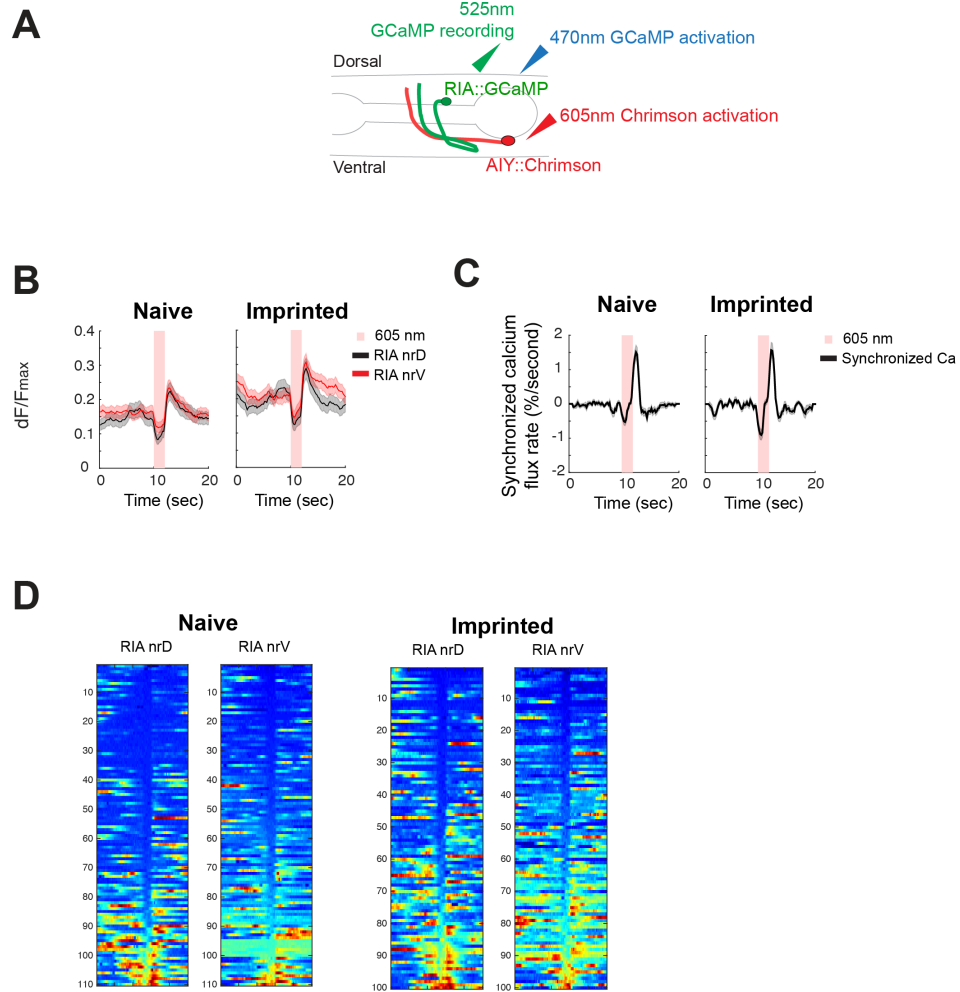 A
525nm
GCaMP recording
470nm GCaMP activation
Dorsal
RIA::GCaMP
605nm Chrimson activation
Ventral
AIY::Chrimson
B
Naive
Imprinted
0.4
0.3
0.2
0.1
0
dF/Fmax
0
10
20
0
10
20
Time (sec)
Time (sec)
605 nm
RIA nrD
RIA nrV
C
Naive
Imprinted
Synchronized calcium
flux rate (%/second)
2
1
0
-1
-2
0
10
20
0
10
20
Time (sec)
Time (sec)
605 nm
Synchronized Ca
D
Naive
RIA nrD
RIA nrV
10
20
30
40
50
60
70
80
90
100
110
10
20
30
40
50
60
70
80
90
100
110
Imprinted
RIA nrD
RIA nrV
10
20
30
40
50
60
70
80
90
100
10
20
30
40
50
60
70
80
90
100